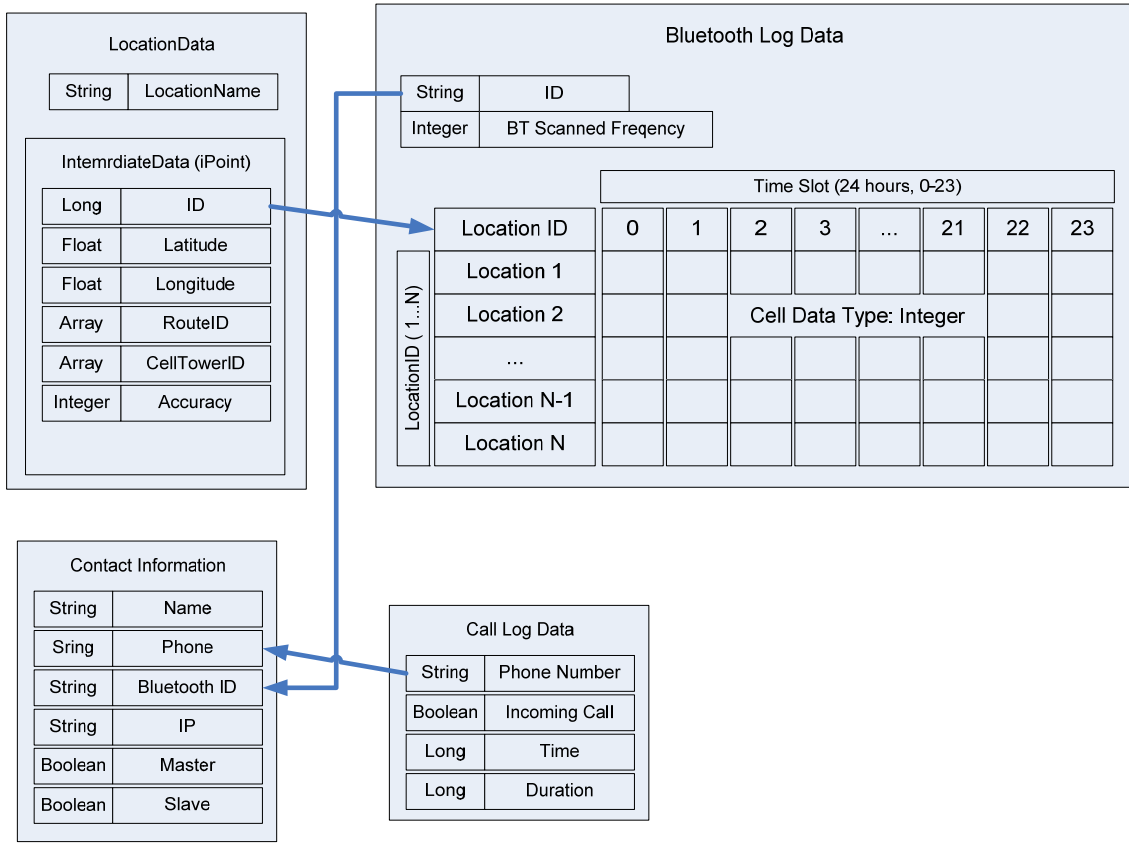 LocationData
String LocationName
IntemrdiateData (iPoint)
Long ID
Float Latitude
Float Longitude
Array RouteID
Array CellTowerID
Integer Accuracy
Bluetooth Log Data
String ID
Integer BT Scanned Freqency
Time Slot (24 hours, 0-23)
Location ID 0 1 2 3 ... 21 22 23
LocationID ( 1...N)
Location 1
Location 2 Cell Data Type: Integer
...
Location N-1
Location N
Contact Information
String Name
Sring Phone
String Bluetooth ID
String IP
Boolean Master
Boolean Slave
Call Log Data
String Phone Number
Boolean Incoming Call
Long Time
Long Duration